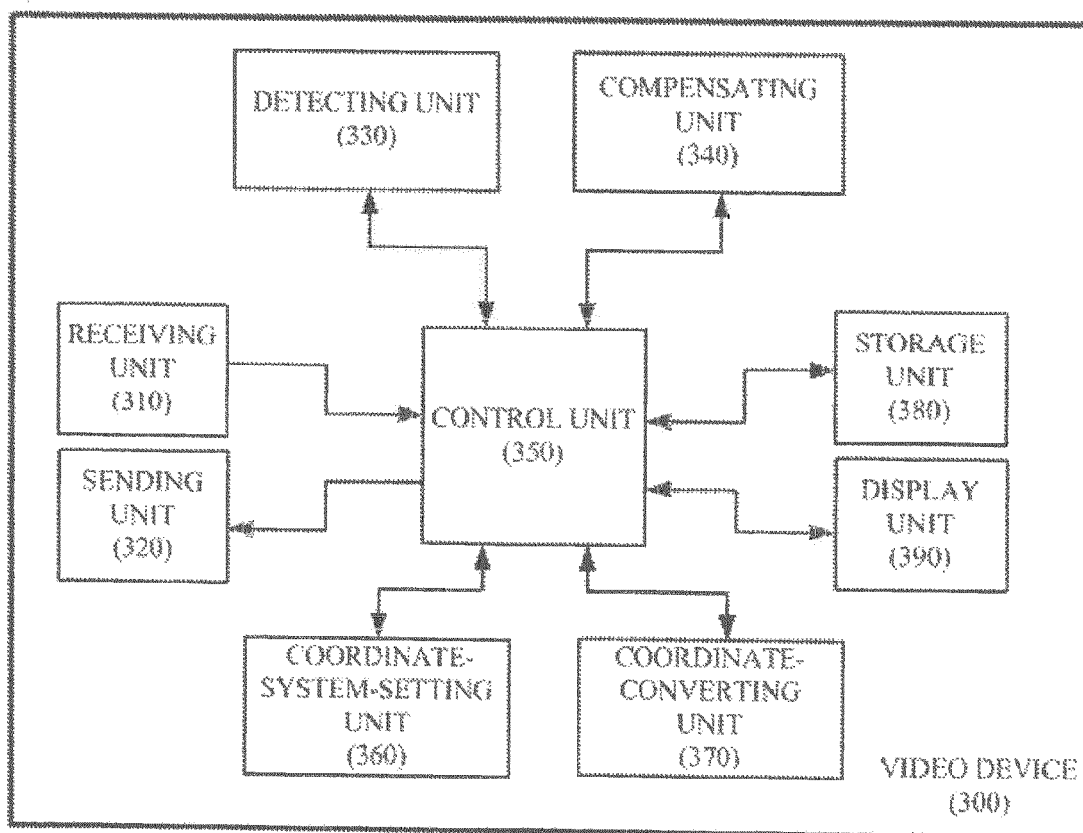 DETECTING UNIT
(330)
COMPENSATING
UNIT
(340)
RECEIVING
UNIT
(310)
SENDING
UNIT
(320)
CONTROL UNIT
(350)
STORAGE
UNIT
(380)
DISPLAY
UNIT
(390)
COORDINATE-
SYSTEM-SETTING
UNIT
(360)
COORDINATE-
CONVERTING
UNIT
(370)
VIDEO DEVICE
(300)